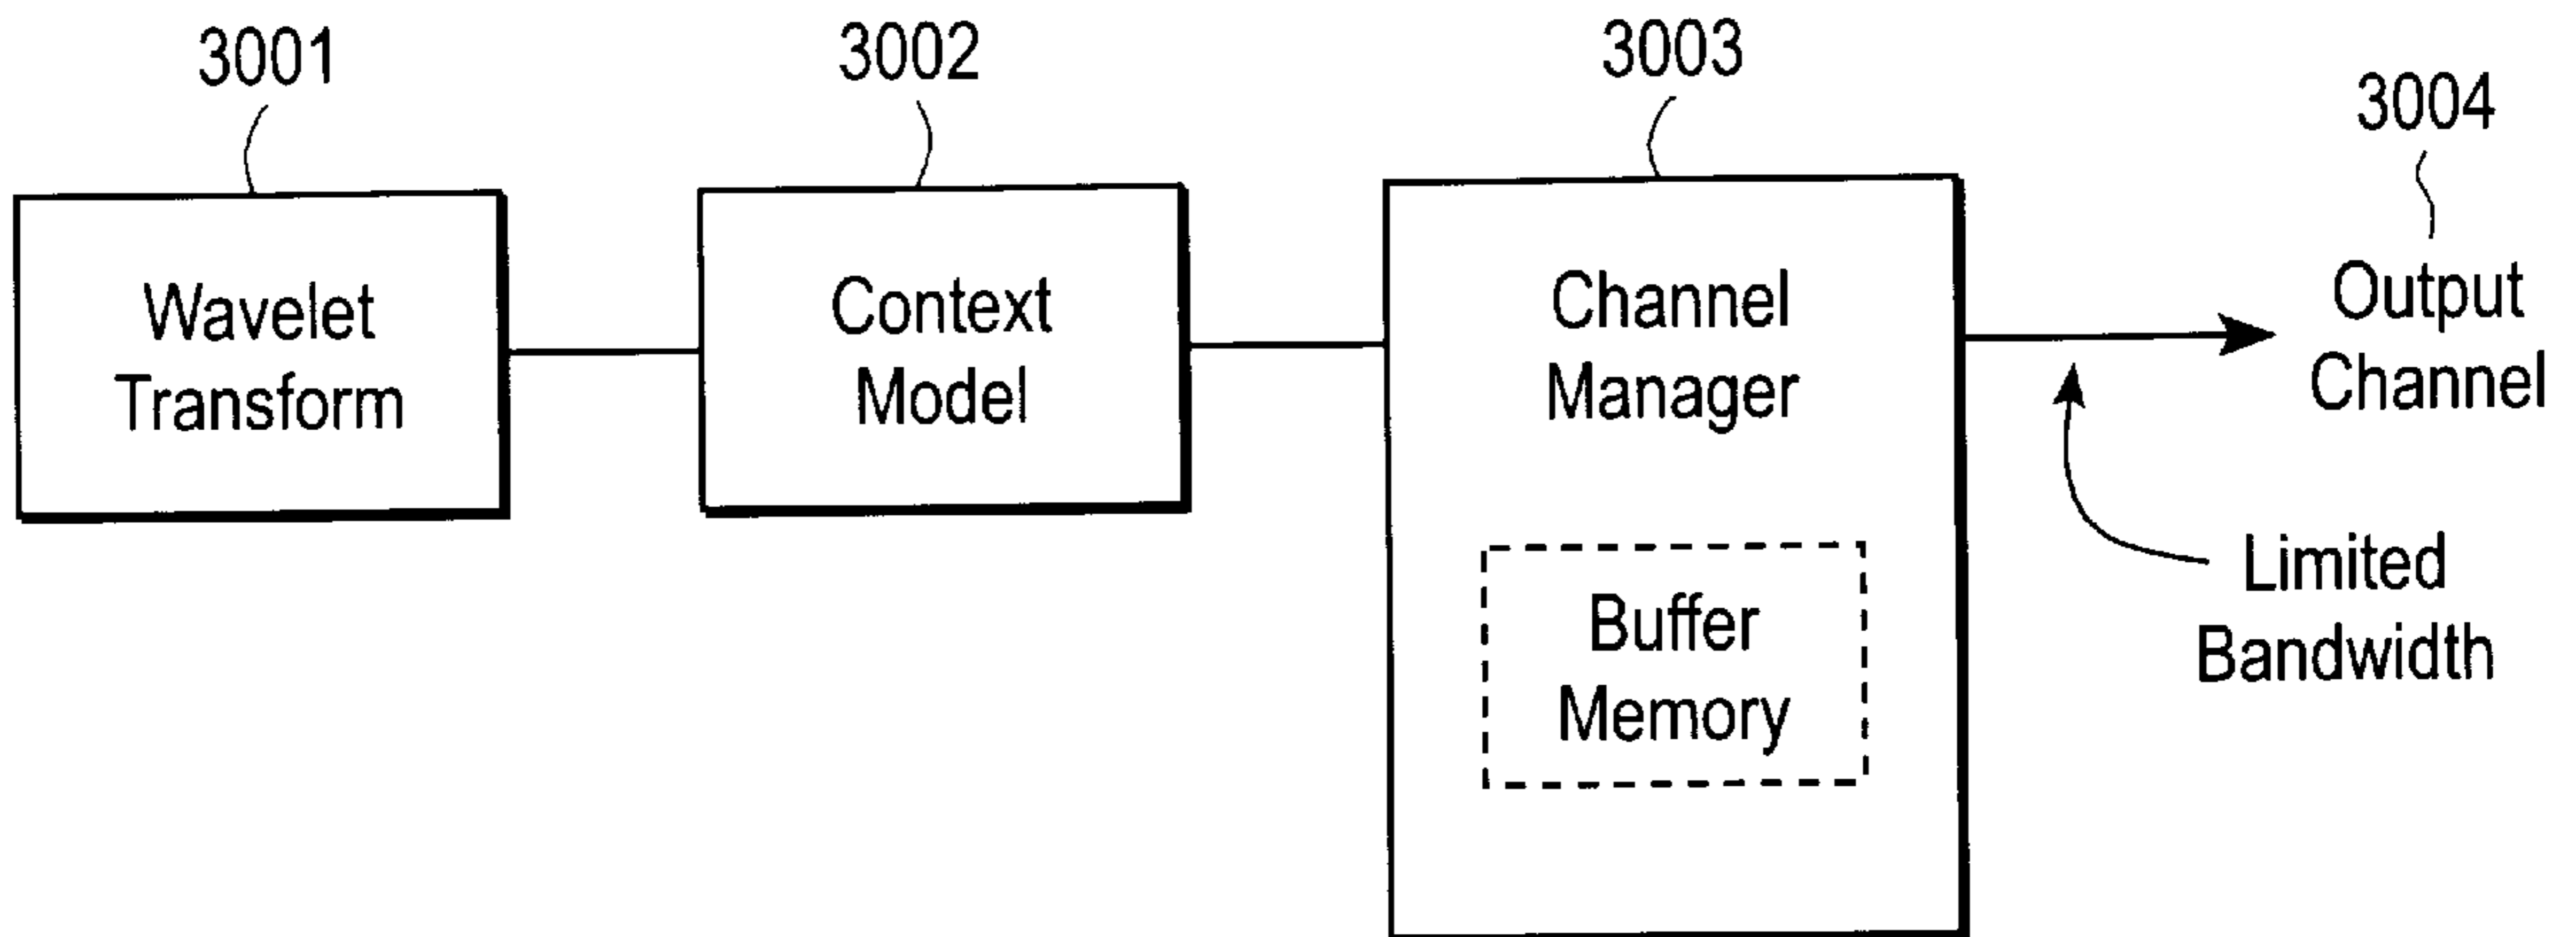 3001
3002
3003
3004
Wavelet
Transform
Context
Model
Channel
Manager
Buffer
Memory
Output
Channel
Limited
Bandwidth